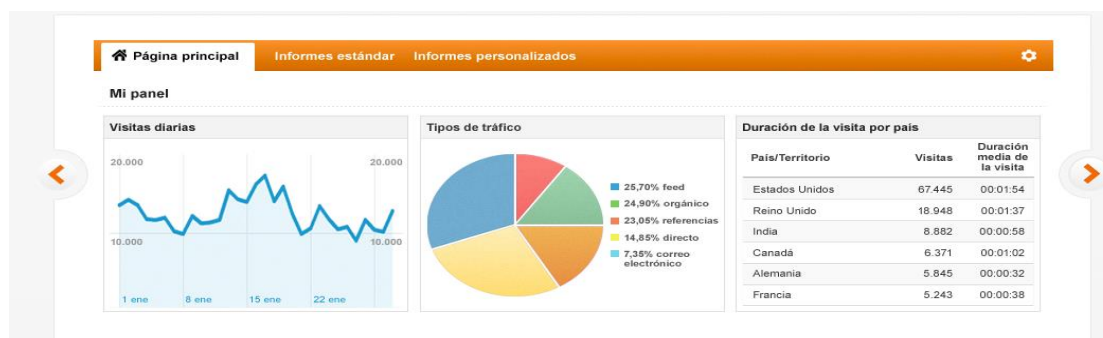 Página principal
Informes estándar
Informes personalizados
Mi panel
Visitas diarias
20.000
20.000
10.000
10.000
1 ene
8 ene
15 ene
22 ene
Tipos de tráfico
25,70% feed
24,90% orgánico
23,05% referencias
14,85% directo
7,35% correo
electrónico
Duración de la visita por pais
País/Territorio
Visitas
Duración
media de
la visita
Estados Unidos 67.445 00:01:54
Reino Unido 18.948 00:01:37
India 8.882 00:00:58
Canadá 6.371 00:01:02
Alemania 5.845 00:00:32
Francia 5.243 00:00:38